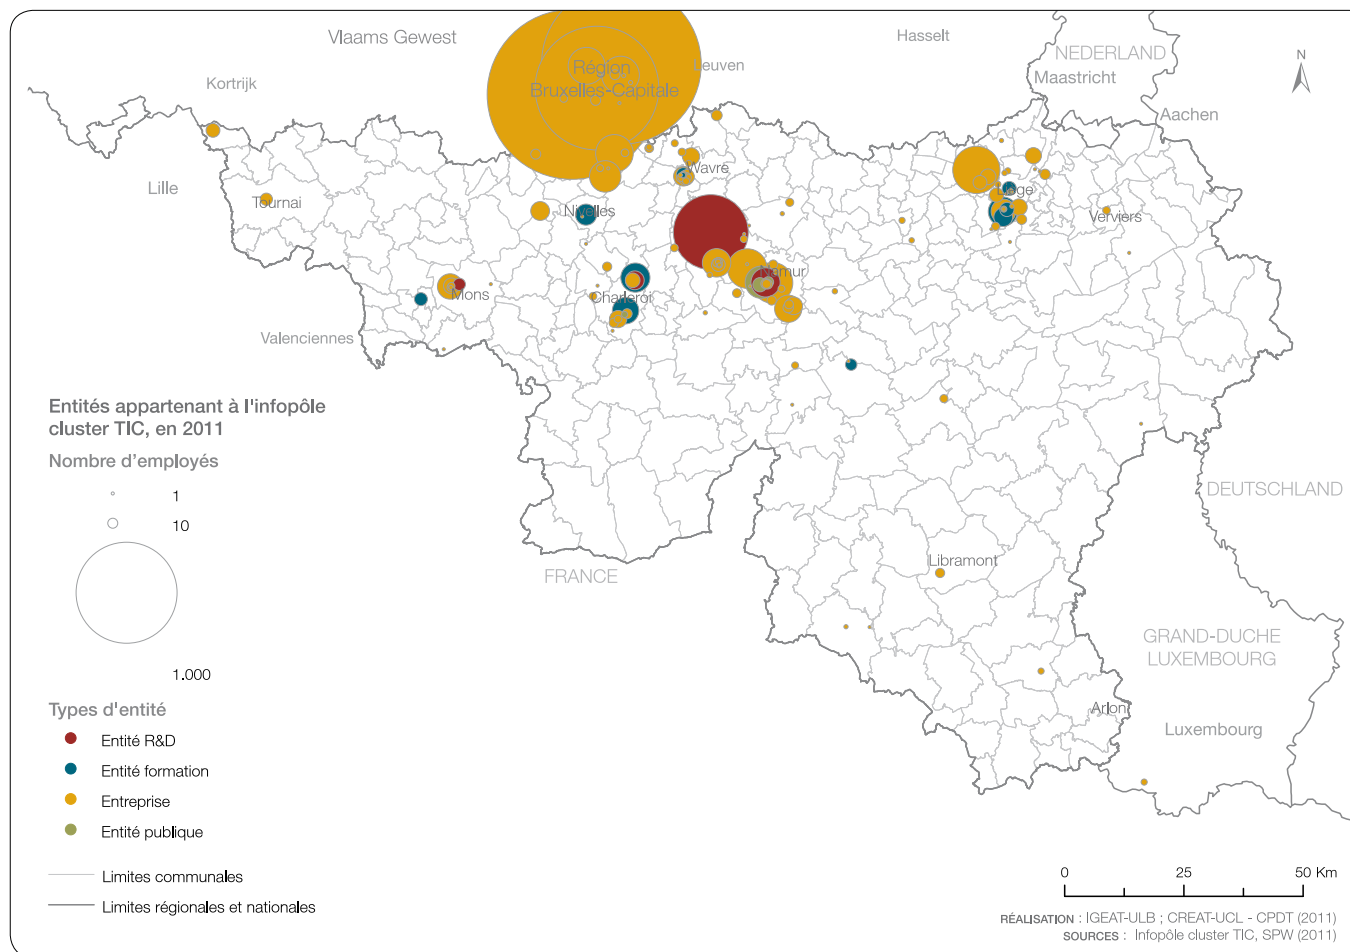 Vlaams Gewest
Hasselt
N
NEDERLAND
Kortrijk
Région
Bruxelles-Capitale
Leuven
Maastricht
Aachen
Lille
Wavre
Liège
Tournai
Nivelles
Verviers
Namur
Mons
Charleroi
Valenciennes
Entités appartenant à l'infopôle
cluster TIC, en 2011
Nombre d'employés
1
10
1.000
DEUTSCHLAND
FRANCE
Libramont
GRAND-DUCHE
LUXEMBOURG
Arlon
Luxembourg
Types d'entité
Entité R&D
Entité formation
Entreprise
Entité publique
Limites communales
Limites régionales et nationales
0 25 50 Km
RÉALISATION : IGEAT-ULB ; CREAT-UCL - CPDT (2011)
SOURCES : Infopôle cluster TIC, SPW (2011)